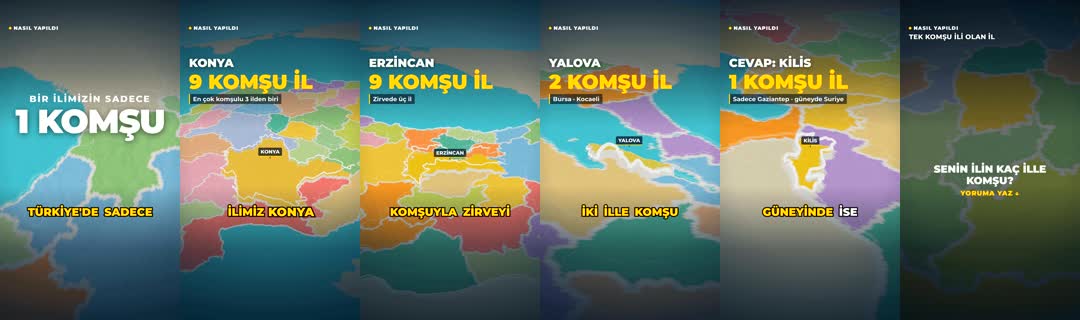 NASIL YAPILDI
BİR İLİMİZİN SADECE
1 KOMŞU
TÜRKİYE'DE SADECE
NASIL YAPILDI
KONYA
9 KOMŞU İL
En çok komşulu 3 ilden biri
KONYA
İLİMİZ KONYA
NASIL YAPILDI
ERZİNCAN
9 KOMŞU İL
Zirvede üç il
ERZİNCAN
KOMŞUYLA ZİRVEYİ
NASIL YAPILDI
YALOVA
2 KOMŞU İL
Bursa - Kocaeli
YALOVA
İKİ İLLE KOMŞU
NASIL YAPILDI
CEVAP: KİLİS
1 KOMŞU İL
Sadece Gaziantep - güneyde Suriye
KİLİS
GÜNEYİNDE İSE
NASIL YAPILDI
TEK KOMŞU İLİ OLAN İL
SENİN İLİN KAÇ İLLE
KOMŞU?
YORUMA YAZ ↓